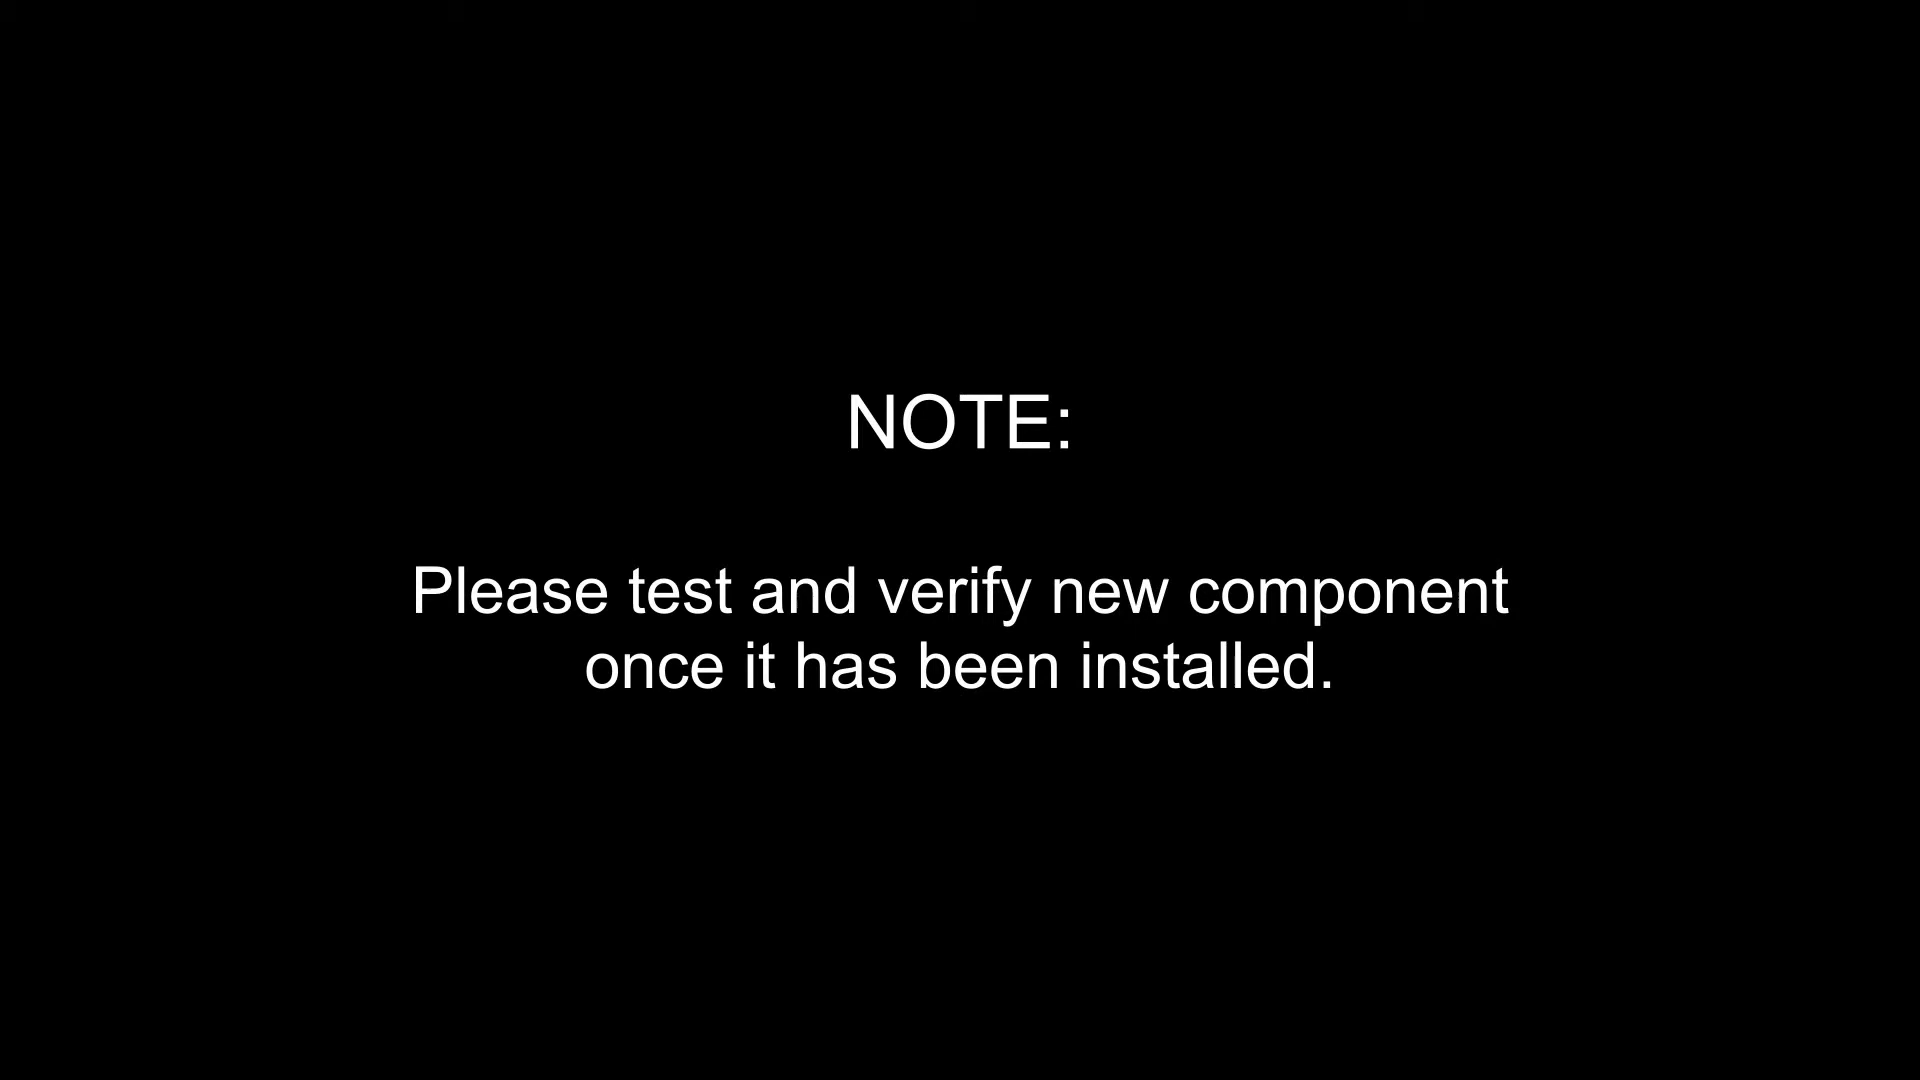 NOTE:
Please test and verify new component
once it has been installed.